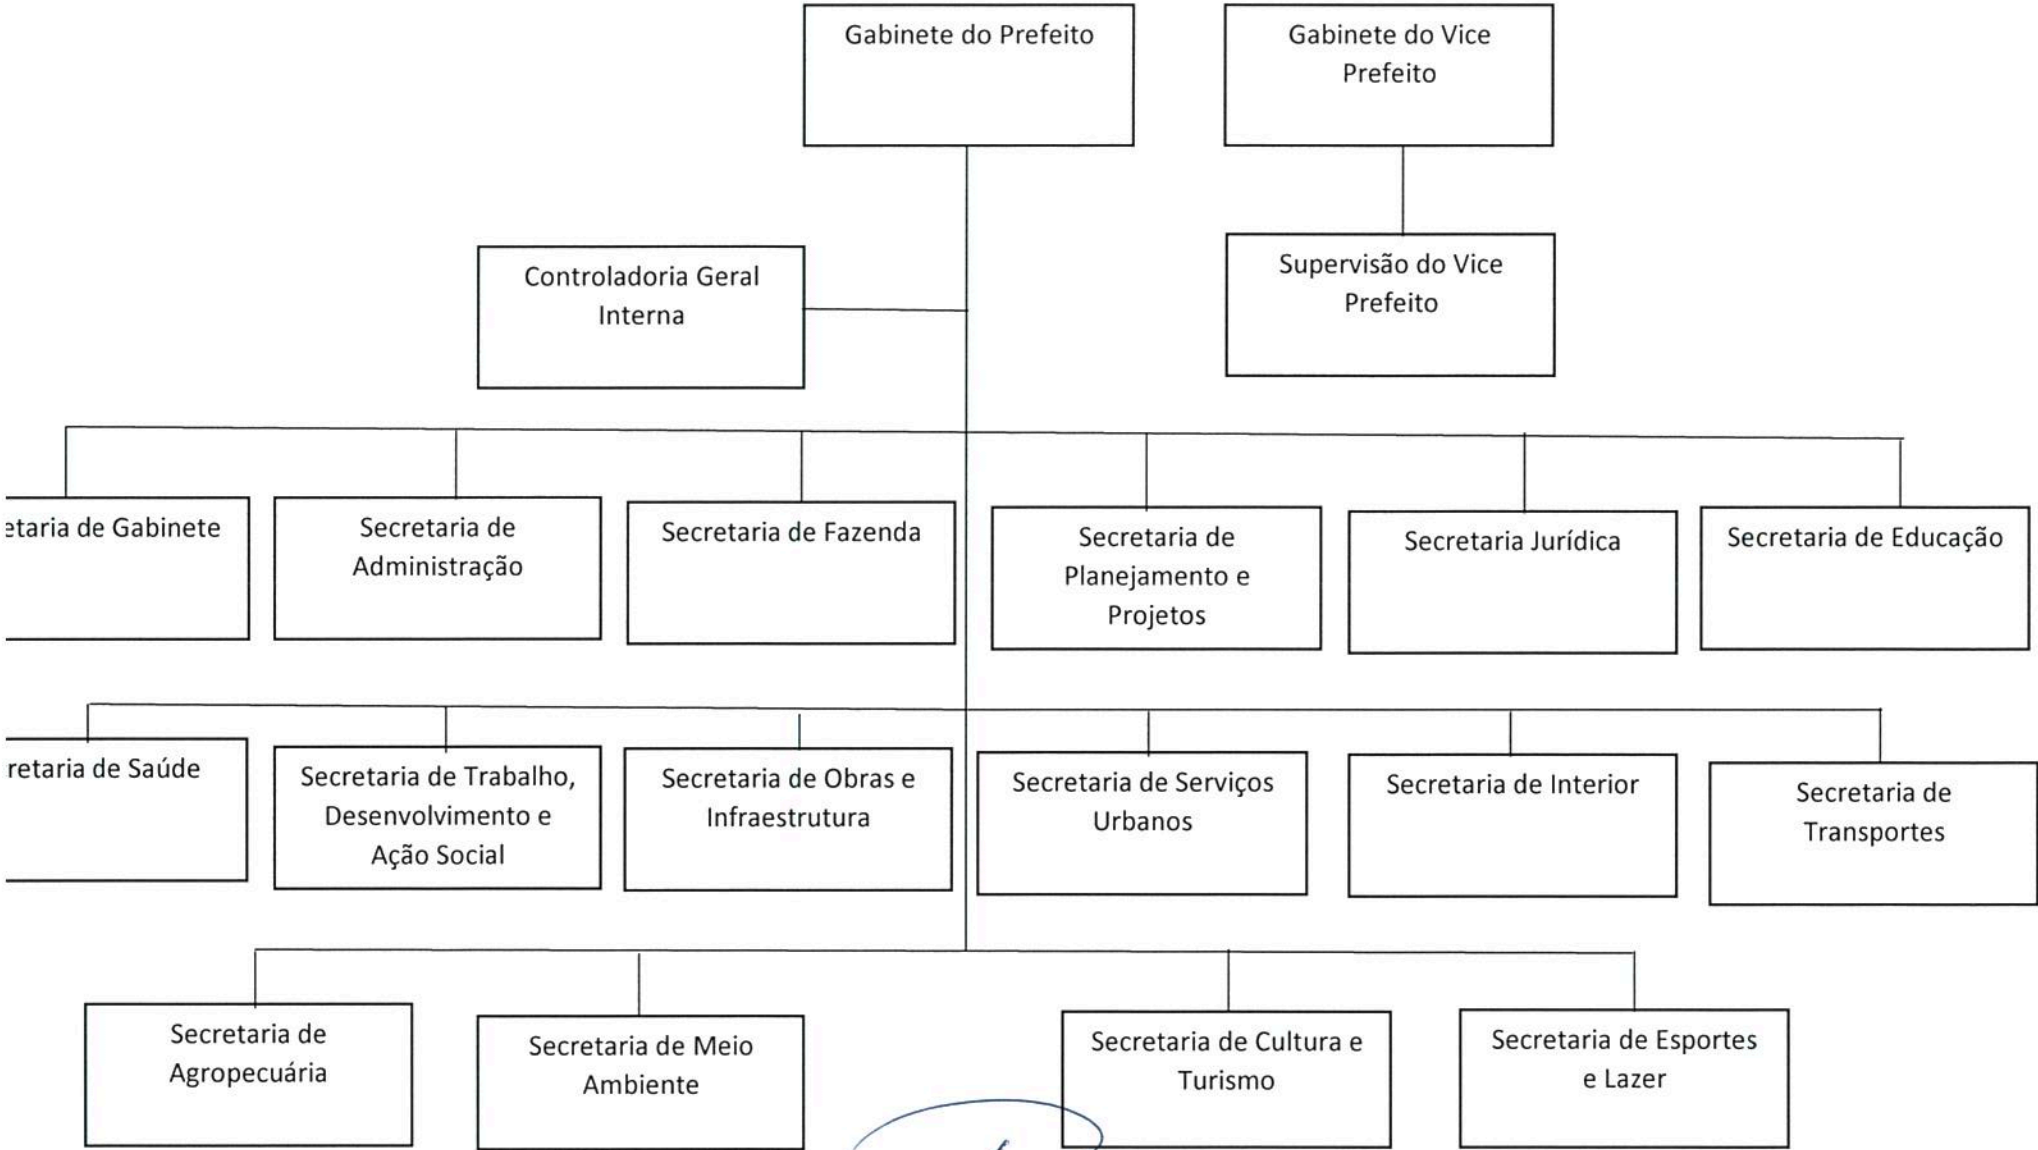 Gabinete do Prefeito
Gabinete do Vice
Prefeito
Controladoria Geral
Interna
Supervisão do Vice
Prefeito
etaria de Gabinete
Secretaria de
Administração
Secretaria de Fazenda
Secretaria de
Planejamento e
Projetos
Secretaria Jurídica
Secretaria de Educação
retaria de Saúde
Secretaria de Trabalho,
Desenvolvimento e
Ação Social
Secretaria de Obras e
Infraestrutura
Secretaria de Serviços
Urbanos
Secretaria de Interior
Secretaria de
Transportes
Secretaria de
Agropecuária
Secretaria de Meio
Ambiente
Secretaria de Cultura e
Turismo
Secretaria de Esportes
e Lazer